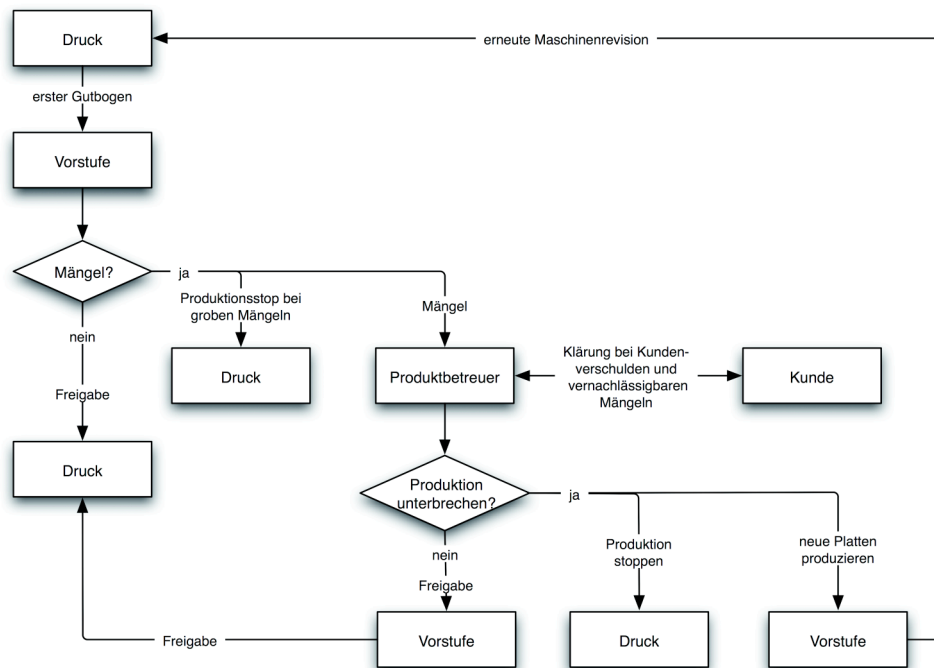 Druck
erneute Maschinenrevision
erster Gutbogen
Vorstufe
Mängel?
ja
Produktionsstop bei
groben Mängeln
Mängel
nein
Druck
Produktbetreuer
Klärung bei Kunden-
verschulden und
vernachlässigbaren
Mängeln
Kunde
Freigabe
Druck
Produktion
unterbrechen?
ja
nein
Freigabe
Produktion
stoppen
neue Platten
produzieren
Freigabe
Vorstufe
Druck
Vorstufe